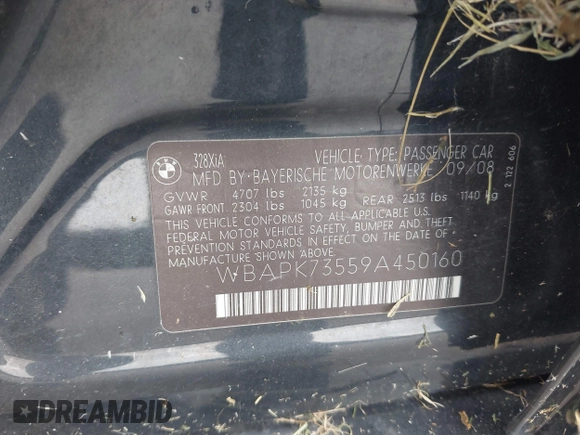 BMW
328XiA VEHICLE TYPE: PASSENGER CAR
MFD BY·BAYERISCHE MOTORENWERKE 09/08
GVWR 4707 lbs 2135 kg
GAWR FRONT 2304 lbs 1045 kg REAR 2513 lbs 1140 kg
THIS VEHICLE CONFORMS TO ALL APPLICABLE U.S.
FEDERAL MOTOR VEHICLE SAFETY, BUMPER AND THEFT
PREVENTION STANDARDS IN EFFECT ON THE DATE OF
MANUFACTURE SHOWN ABOVE.
WBAPK73559A450160
2 122 606
DREAMBID